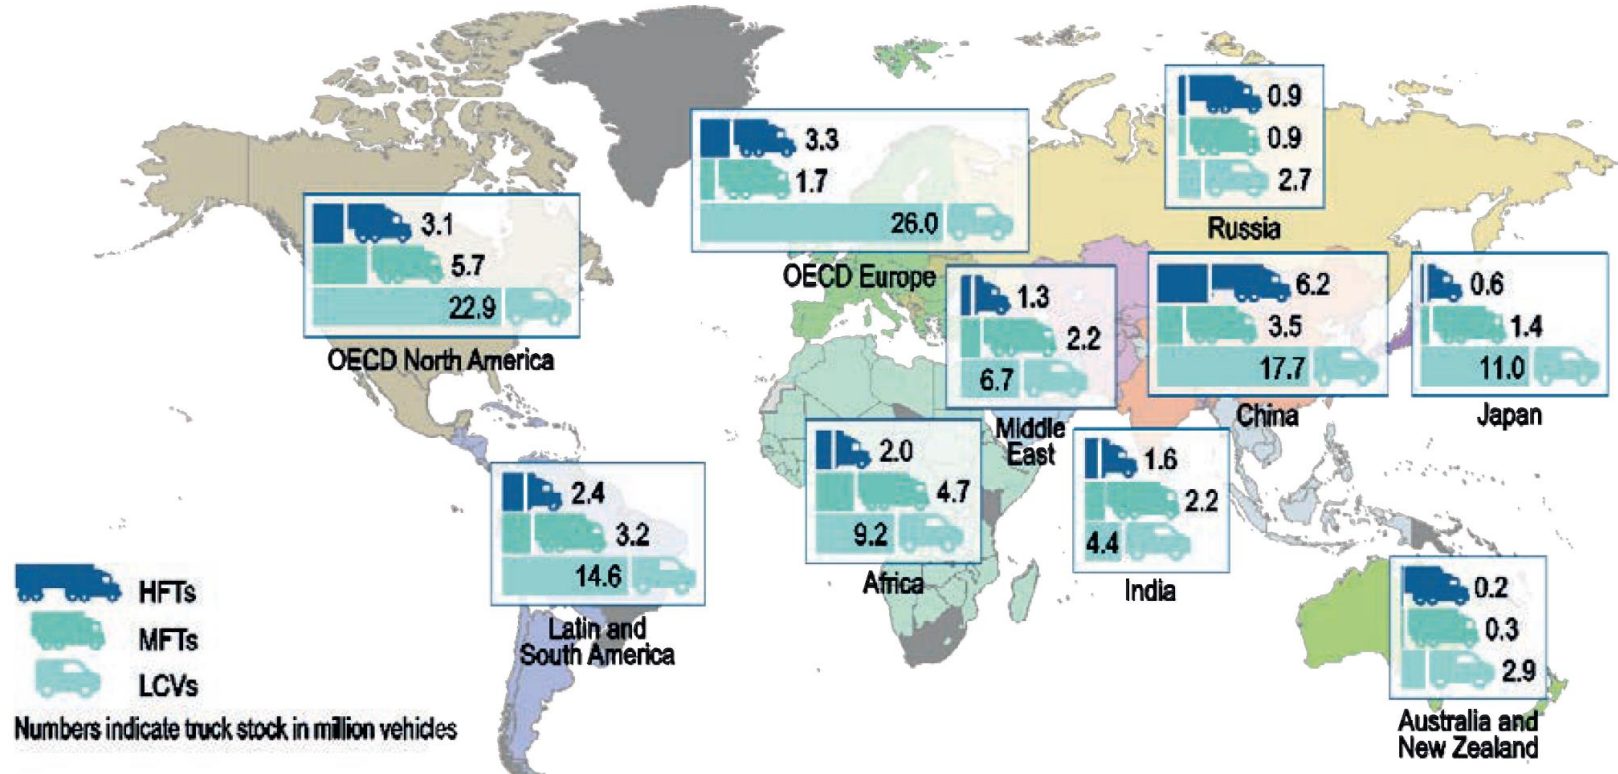 0.9
0.9
2.7
Russia
3.3
1.7
26.0
OECD Europe
3.1
5.7
22.9
OECD North America
1.3
2.2
6.7
Middle
East
6.2
3.5
17.7
China
0.6
1.4
11.0
Japan
2.0
4.7
9.2
Africa
1.6
2.2
4.4
India
2.4
3.2
14.6
Latin and
South America
0.2
0.3
2.9
Australia and
New Zealand
HFTs
MFTs
LCVs
Numbers indicate truck stock in million vehicles